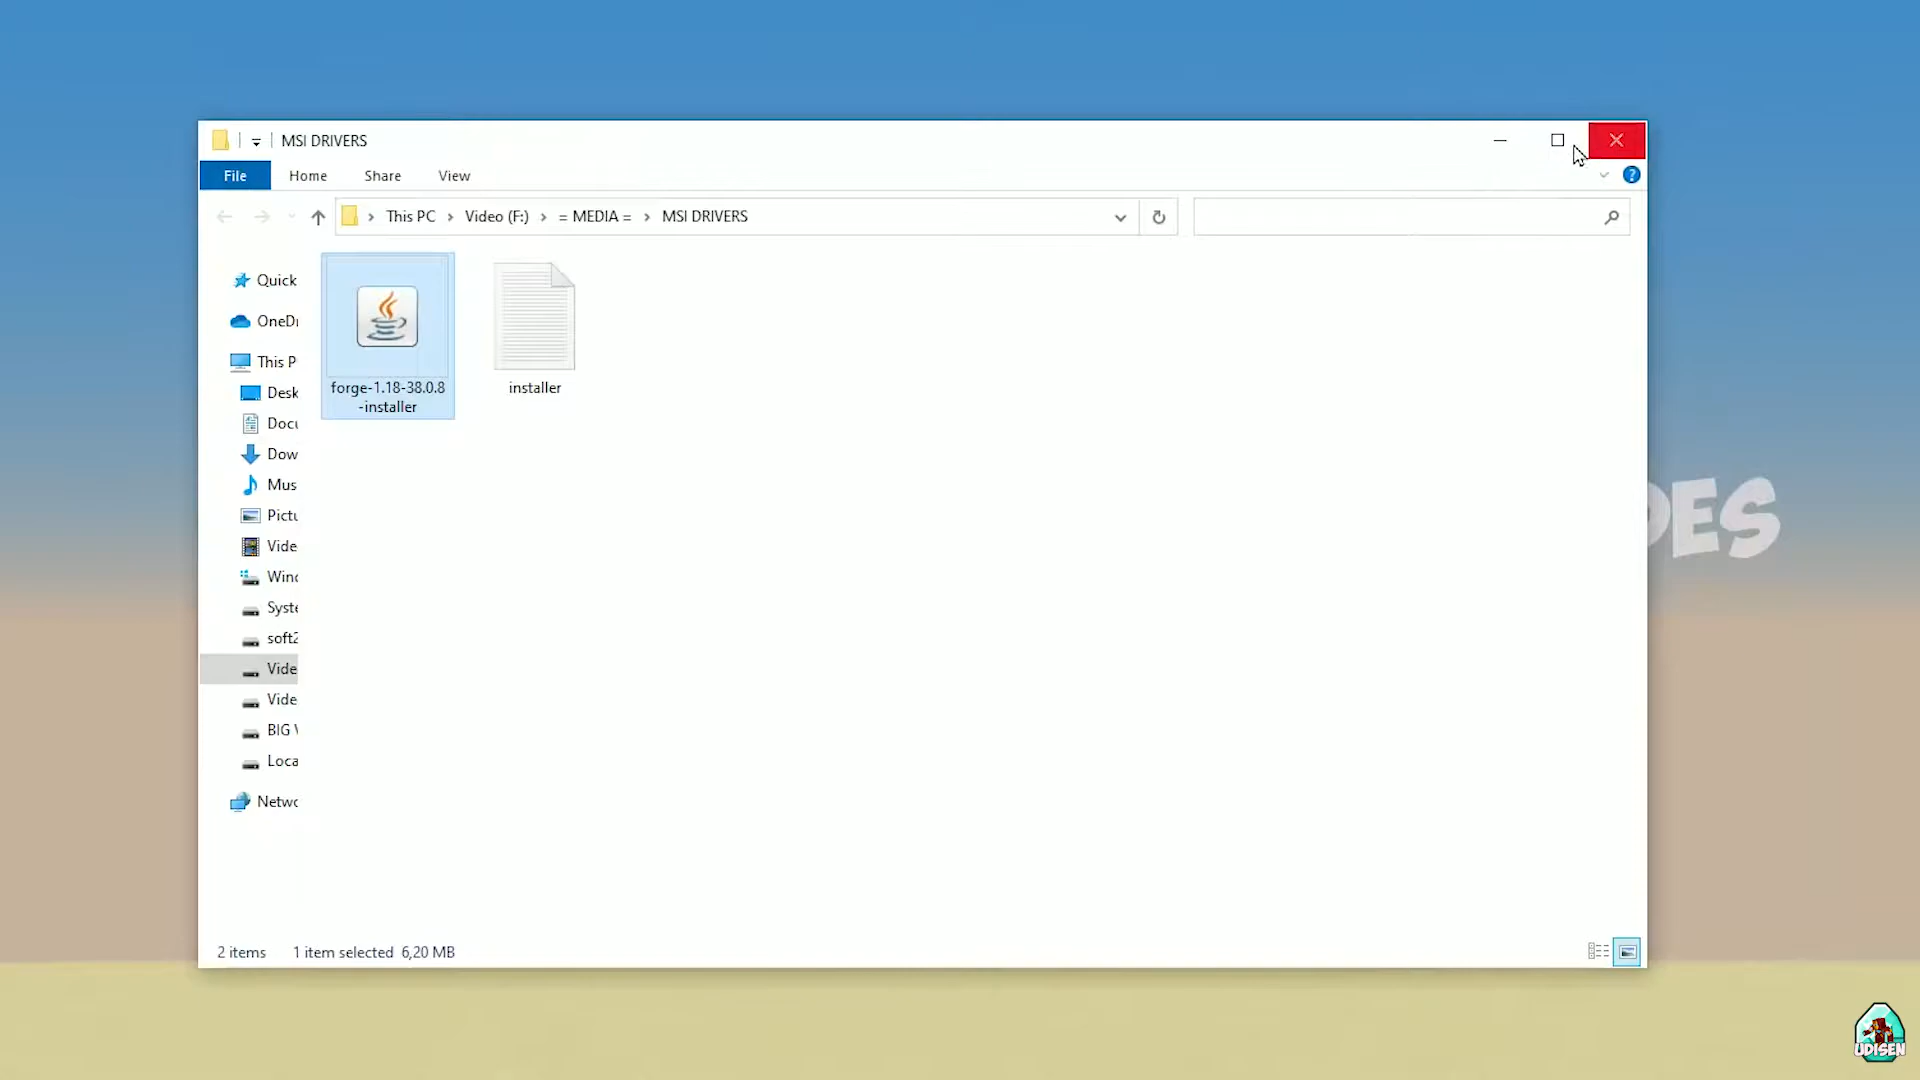 MSI DRIVERS
File Home Share View
This PC Video (F:) = MEDIA = MSI DRIVERS
Quick
OneDr
This P
Desk
Docu
Dow
Mus
Pictu
Vide
Wind
Syste
soft2
Vide
Vide
BIG V
Loca
Netwo
forge-1.18-38.0.8
-installer
installer
DES
2 items 1 item selected 6,20 MB
UDISEN